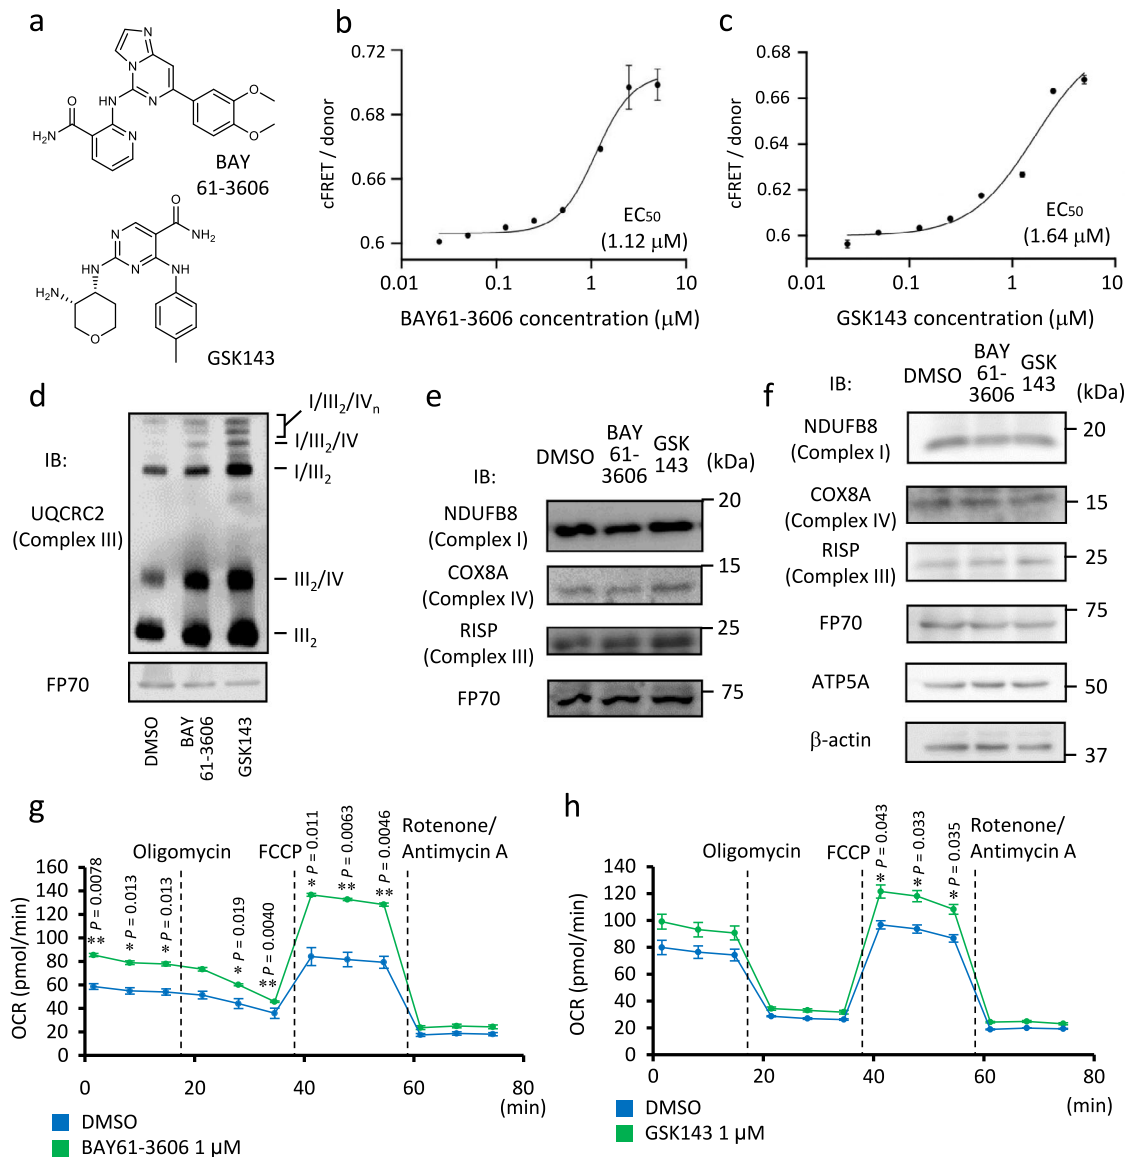 a
N
N
N
NH
N
O
H₂N
N
O
O
BAY
61-3606
O
N
NH₂
HN
N
NH
H₂N
O
GSK143
b
0.72
0.68
0.66
0.6
cFRET / donor
EC50
(1.12 μM)
0.01
0.1
1
10
BAY61-3606 concentration (μM)
c
0.68
0.66
0.64
0.62
0.6
cFRET / donor
EC50
(1.64 μM)
0.01
0.1
1
10
GSK143 concentration (μM)
d
IB:
UQCRC2
(Complex III)
I/III₂/IVₙ
I/III₂/IV
I/III₂
III₂/IV
III₂
FP70
DMSO
BAY
61-3606
GSK143
e
IB:
DMSO
BAY
61-
3606
GSK
143
(kDa)
NDUFB8
(Complex I)
20
COX8A
(Complex IV)
15
RISP
(Complex III)
25
FP70
75
f
IB:
DMSO
BAY
61-
3606
GSK
143
(kDa)
NDUFB8
(Complex I)
20
COX8A
(Complex IV)
15
RISP
(Complex III)
25
FP70
75
ATP5A
50
β-actin
37
g
Oligomycin
FCCP
Rotenone/
Antimycin A
** P = 0.0078
* P = 0.013
* P = 0.013
* P = 0.019
** P = 0.0040
* P = 0.011
** P = 0.0063
** P = 0.0046
OCR (pmol/min)
160
140
120
100
80
60
40
20
0
0
20
40
60
80
(min)
DMSO
BAY61-3606 1 μM
h
Oligomycin
FCCP
Rotenone/
Antimycin A
* P = 0.043
* P = 0.033
* P = 0.035
OCR (pmol/min)
140
120
100
80
60
40
20
0
0
20
40
60
80
(min)
DMSO
GSK143 1 μM